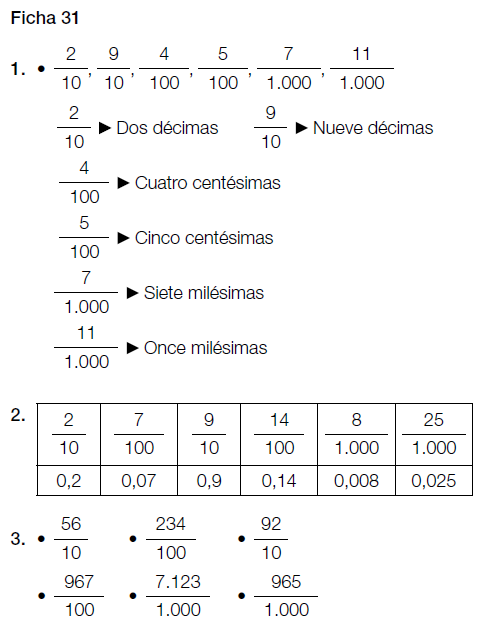 Ficha 31
1. • 2/10, 9/10, 4/100, 5/100, 7/1.000, 11/1.000
2/10 ► Dos décimas 9/10 ► Nueve décimas
4/100 ► Cuatro centésimas
5/100 ► Cinco centésimas
7/1.000 ► Siete milésimas
11/1.000 ► Once milésimas
2. 2/10 7/100 9/10 14/100 8/1.000 25/1.000
0,2 0,07 0,9 0,14 0,008 0,025
3. • 56/10 • 234/100 • 92/10
• 967/100 • 7.123/1.000 • 965/1.000